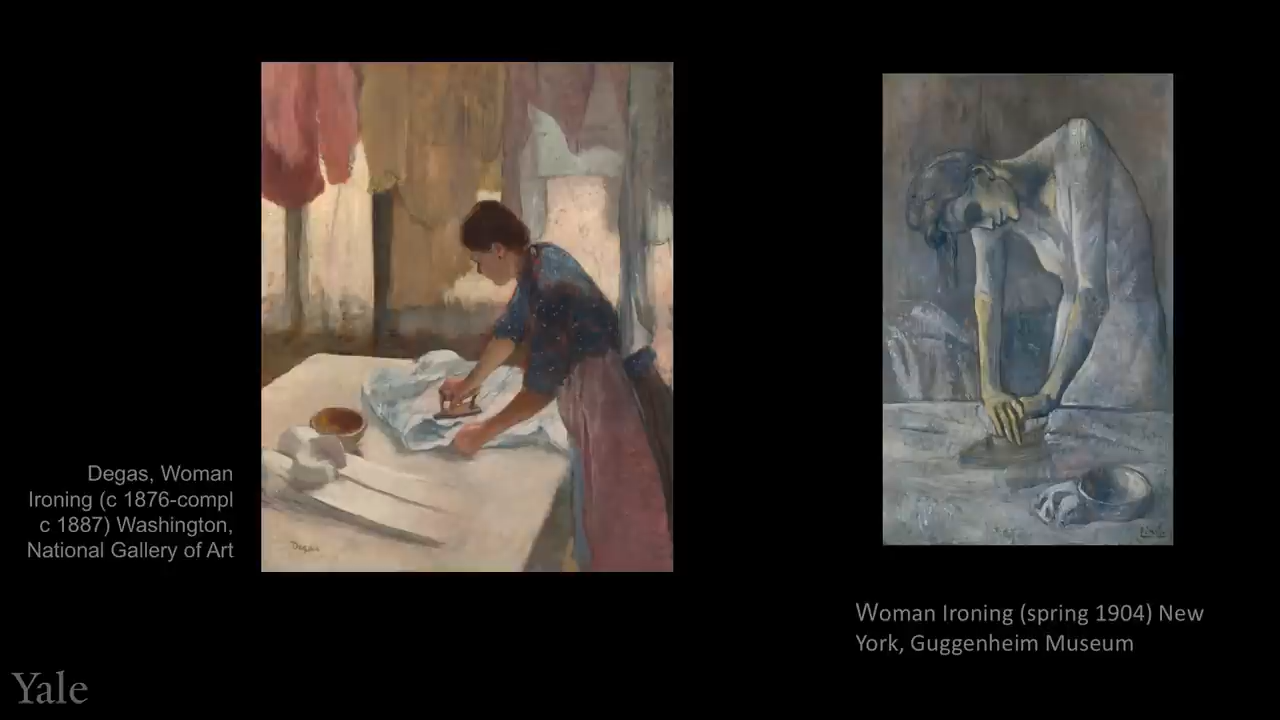 Degas, Woman
Ironing (c 1876-compl
c 1887) Washington,
National Gallery of Art
Degas
Woman Ironing (spring 1904) New
York, Guggenheim Museum
Yale